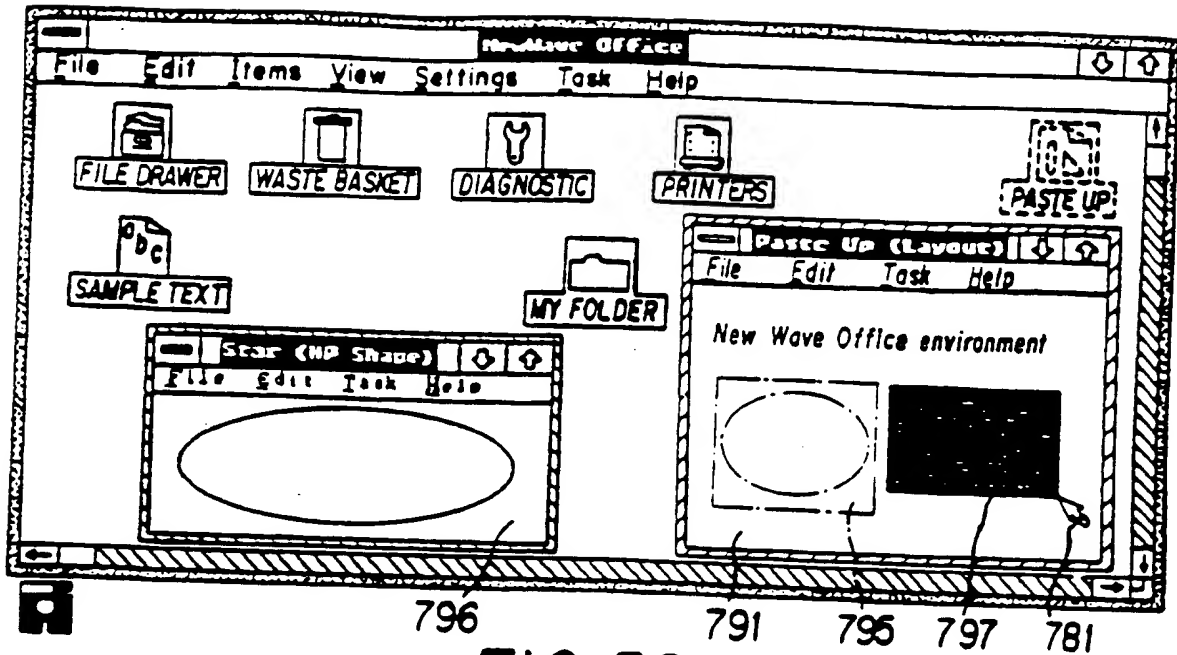 NewWave Office
File Edit Items View Settings Task Help
FILE DRAWER WASTE BASKET DIAGNOSTIC PRINTERS PASTE UP
abc
SAMPLE TEXT MY FOLDER
Paste Up (Layout)
File Edit Task Help
New Wave Office environment
Star (HP Shape)
File Edit Task Help
796 791 795 797 781